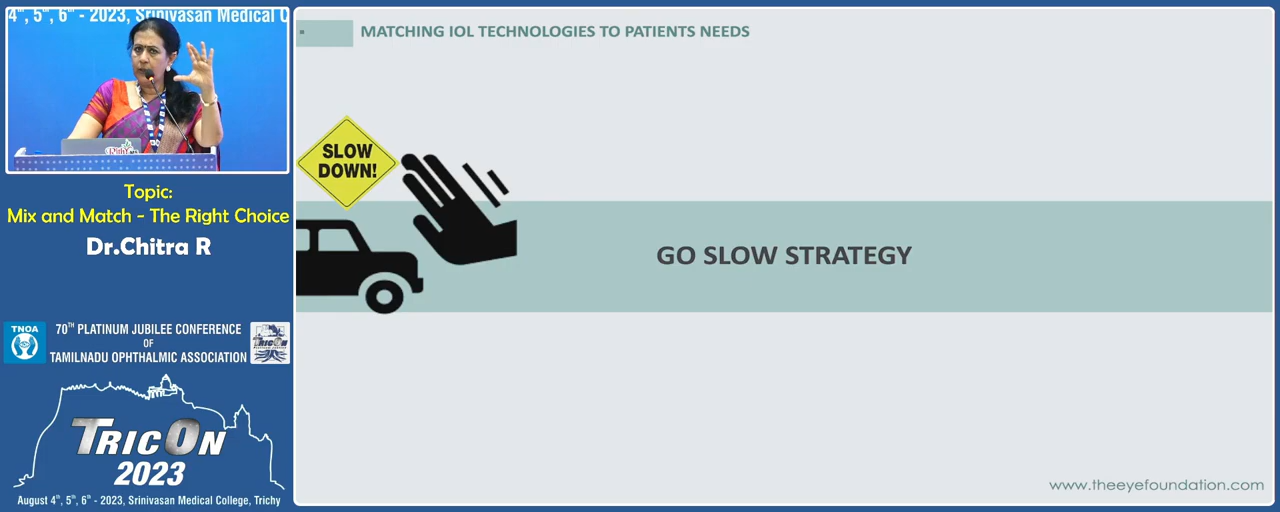 4th, 5th, 6th - 2023, Srinivasan Medical C
Topic:
Mix and Match - The Right Choice
Dr.Chitra R
TNOA
70TH PLATINUM JUBILEE CONFERENCE
OF
TAMILNADU OPHTHALMIC ASSOCIATION
TRICON
2023
August 4th, 5th, 6th - 2023, Srinivasan Medical College, Trichy
MATCHING IOL TECHNOLOGIES TO PATIENTS NEEDS
SLOW
DOWN!
GO SLOW STRATEGY
www.theeyefoundation.com